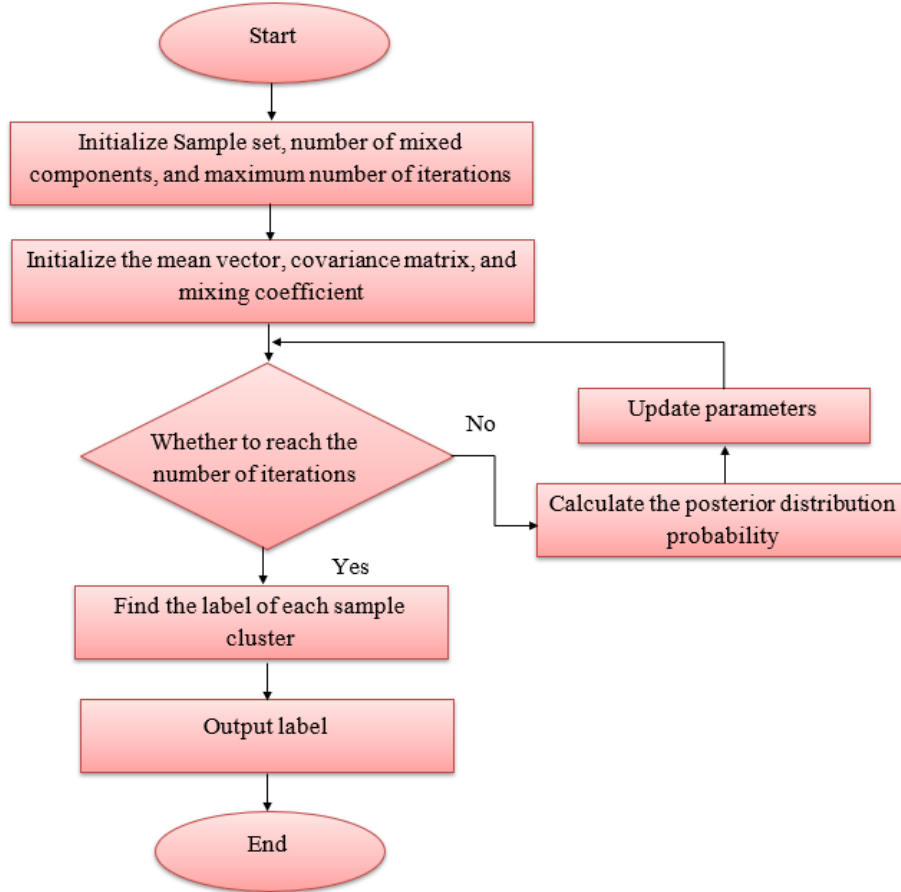 Start
Initialize Sample set, number of mixed
components, and maximum number of iterations
Initialize the mean vector, covariance matrix, and
mixing coefficient
Whether to reach the
number of iterations
No
Update parameters
Calculate the posterior distribution
probability
Yes
Find the label of each sample
cluster
Output label
End